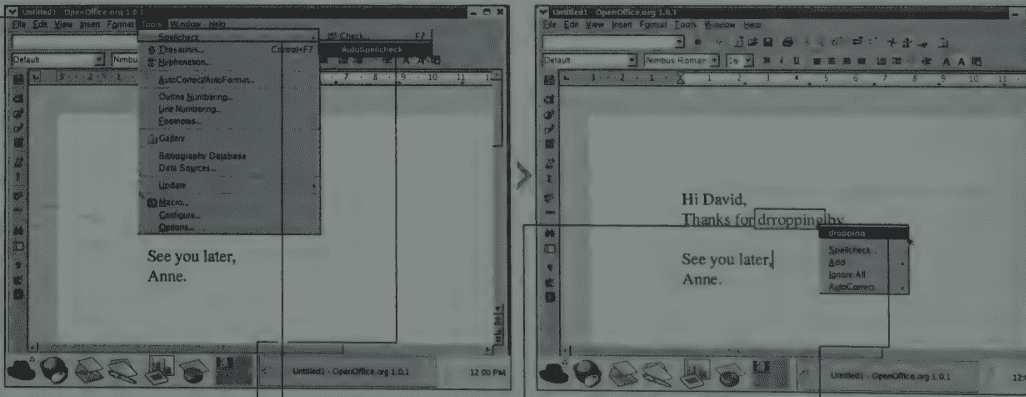 Untitled1 - OpenOffice.org 1.0.1
File Edit View Insert Format Tools Window Help
Spellcheck
Check... F7
AutoSpellcheck
Thesaurus... Control+F7
Hyphenation...
Default
Nimbu
AutoCorrect/AutoFormat...
Outline Numbering...
Line Numbering...
Footnotes...
Gallery
Bibliography Database
Data Sources...
Update
Macro...
Configure...
Options...
See you later,
Anne.
Untitled1 - OpenOffice.org 1.0.1
12:00 PM
Untitled1 - OpenOffice.org 1.0.1
File Edit View Insert Format Tools Window Help
Default
Nimbus Roman
Hi David,
Thanks for drropping by
dropping
Spellcheck...
Add
Ignore All
AutoCorrect
See you later,
Anne.
Untitled1 - OpenOffice.org 1.0.1